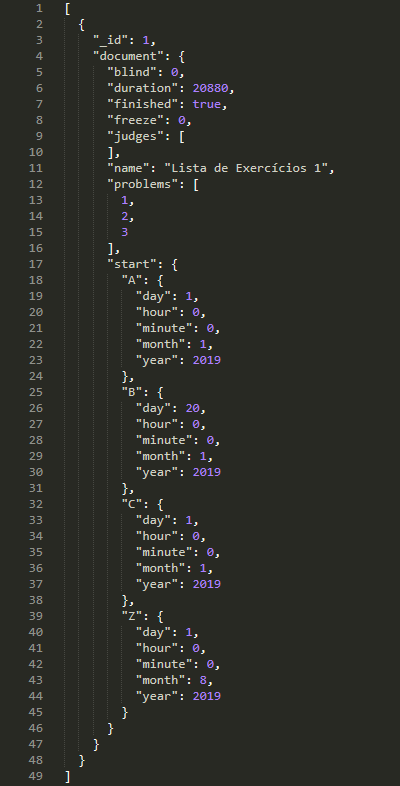 1 [
2   {
3     "_id": 1,
4     "document": {
5       "blind": 0,
6       "duration": 20880,
7       "finished": true,
8       "freeze": 0,
9       "judges": [
10       ],
11       "name": "Lista de Exercícios 1",
12       "problems": [
13         1,
14         2,
15         3
16       ],
17       "start": {
18         "A": {
19           "day": 1,
20           "hour": 0,
21           "minute": 0,
22           "month": 1,
23           "year": 2019
24         },
25         "B": {
26           "day": 20,
27           "hour": 0,
28           "minute": 0,
29           "month": 1,
30           "year": 2019
31         },
32         "C": {
33           "day": 1,
34           "hour": 0,
35           "minute": 0,
36           "month": 1,
37           "year": 2019
38         },
39         "Z": {
40           "day": 1,
41           "hour": 0,
42           "minute": 0,
43           "month": 8,
44           "year": 2019
45         }
46       }
47     }
48   }
49 ]